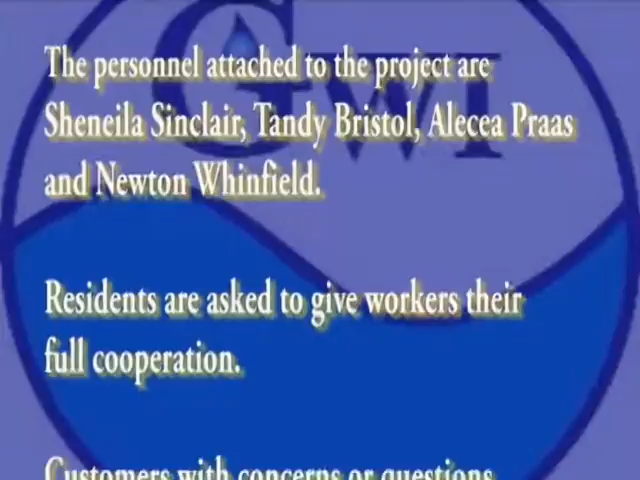 GWI
The personnel attached to the project are
Sheneila Sinclair, Tandy Bristol, Alecea Praas
and Newton Whinfield.
Residents are asked to give workers their
full cooperation.
Customers with concerns or questions